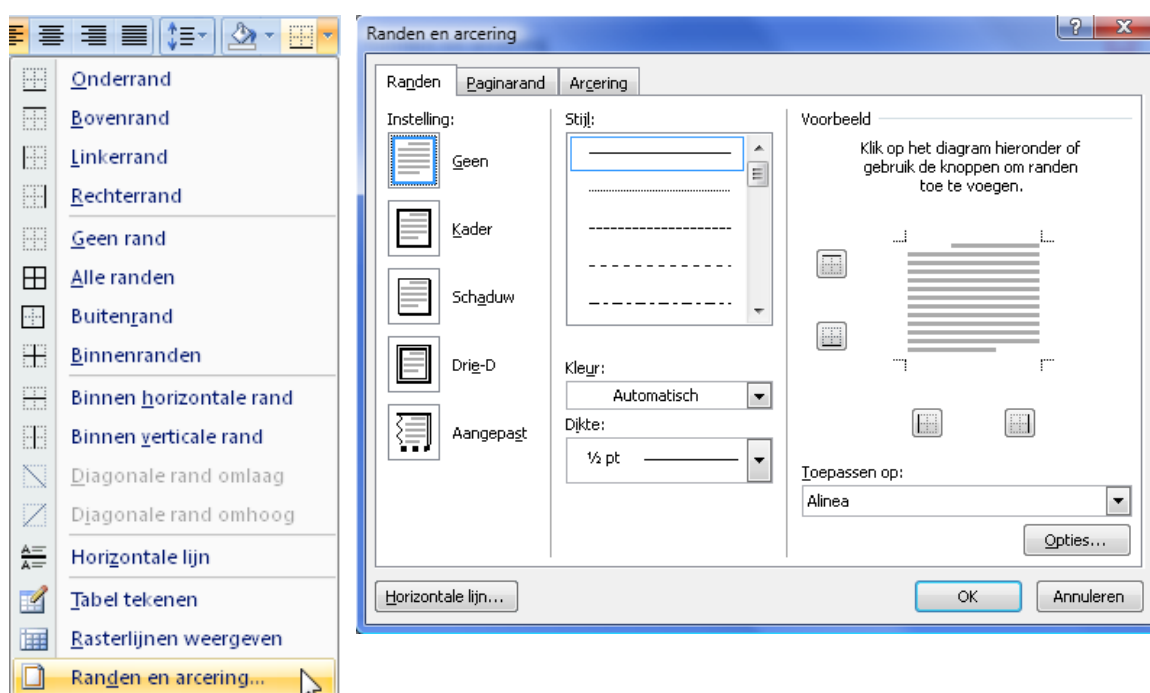 Onderrand
Bovenrand
Linkerrand
Rechterrand
Geen rand
Alle randen
Buitenrand
Binnenranden
Binnen horizontale rand
Binnen verticale rand
Diagonale rand omlaag
Diagonale rand omhoog
Horizontale lijn
Tabel tekenen
Rasterlijnen weergeven
Randen en arcering...
Randen en arcering
? X
Randen Paginarand Arcering
Instelling:
Geen
Kader
Schaduw
Drie-D
Aangepast
Stijl:
Kleur:
Automatisch
Dikte:
½ pt
Voorbeeld
Klik op het diagram hieronder of
gebruik de knoppen om randen
toe te voegen.
Toepassen op:
Alinea
Opties...
Horizontale lijn...
OK
Annuleren